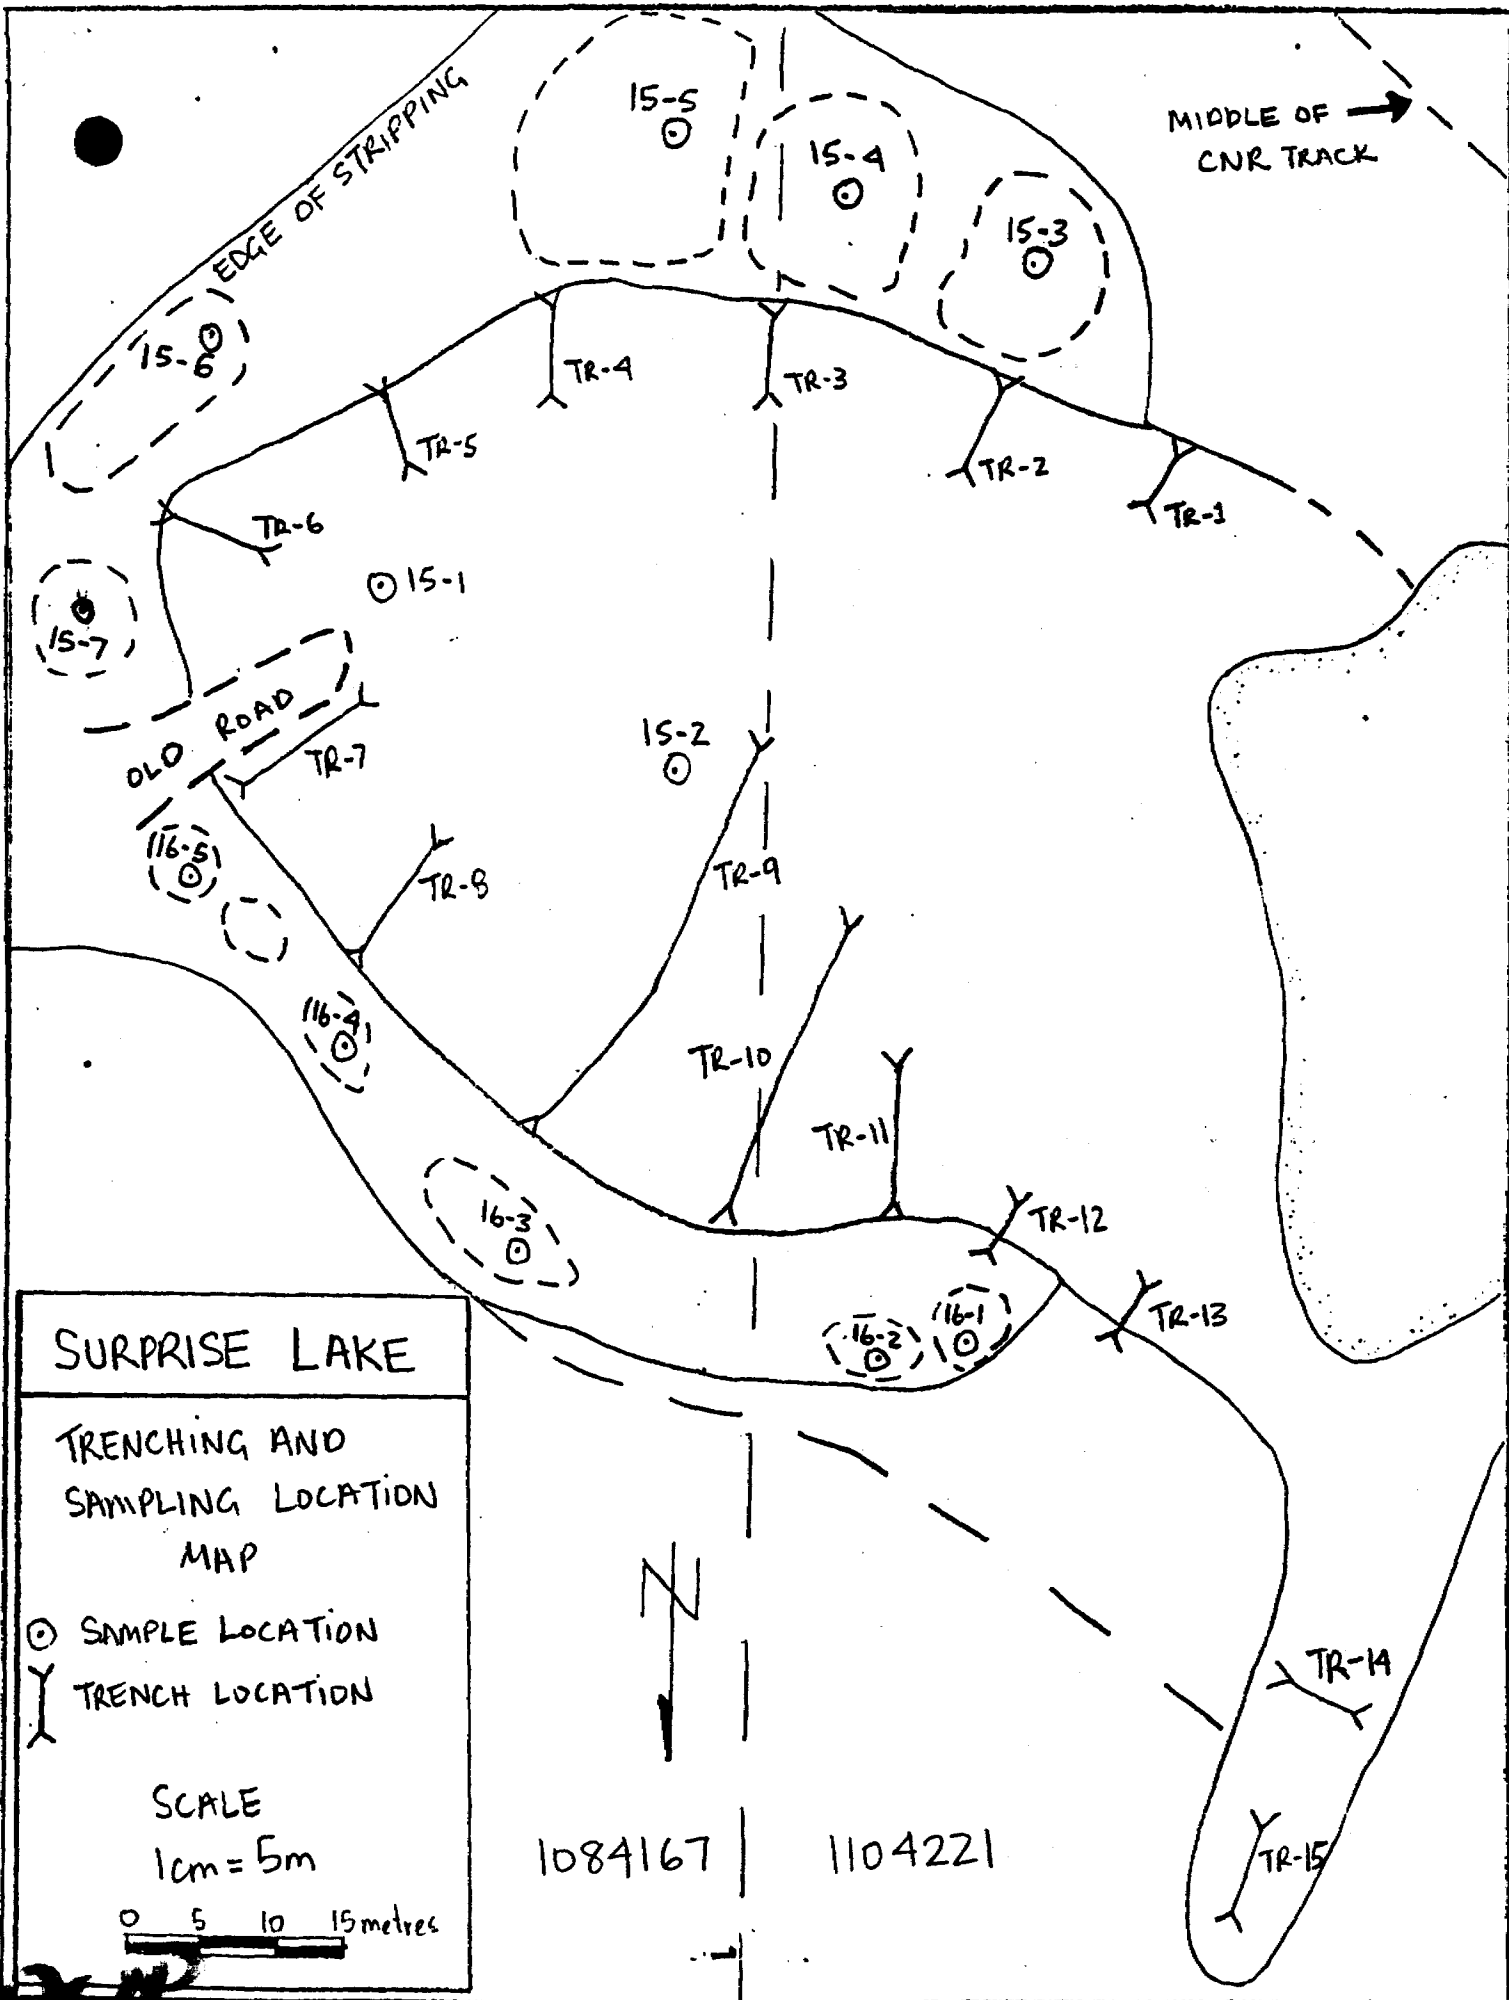 15-5
15-4
15-3
MIDDLE OF
CNR TRACK
EDGE OF STRIPPING
15-6
TR-4
TR-3
TR-5
TR-2
TR-1
TR-6
15-1
15-7
OLD ROAD
TR-7
15-2
16-5
TR-8
TR-9
16-4
TR-10
TR-11
16-3
TR-12
16-2
16-1
TR-13
SURPRISE LAKE
TRENCHING AND
SAMPLING LOCATION
MAP
SAMPLE LOCATION
TRENCH LOCATION
SCALE
1cm = 5m
0 5 10 15 metres
N
1084167
1104221
TR-14
TR-15